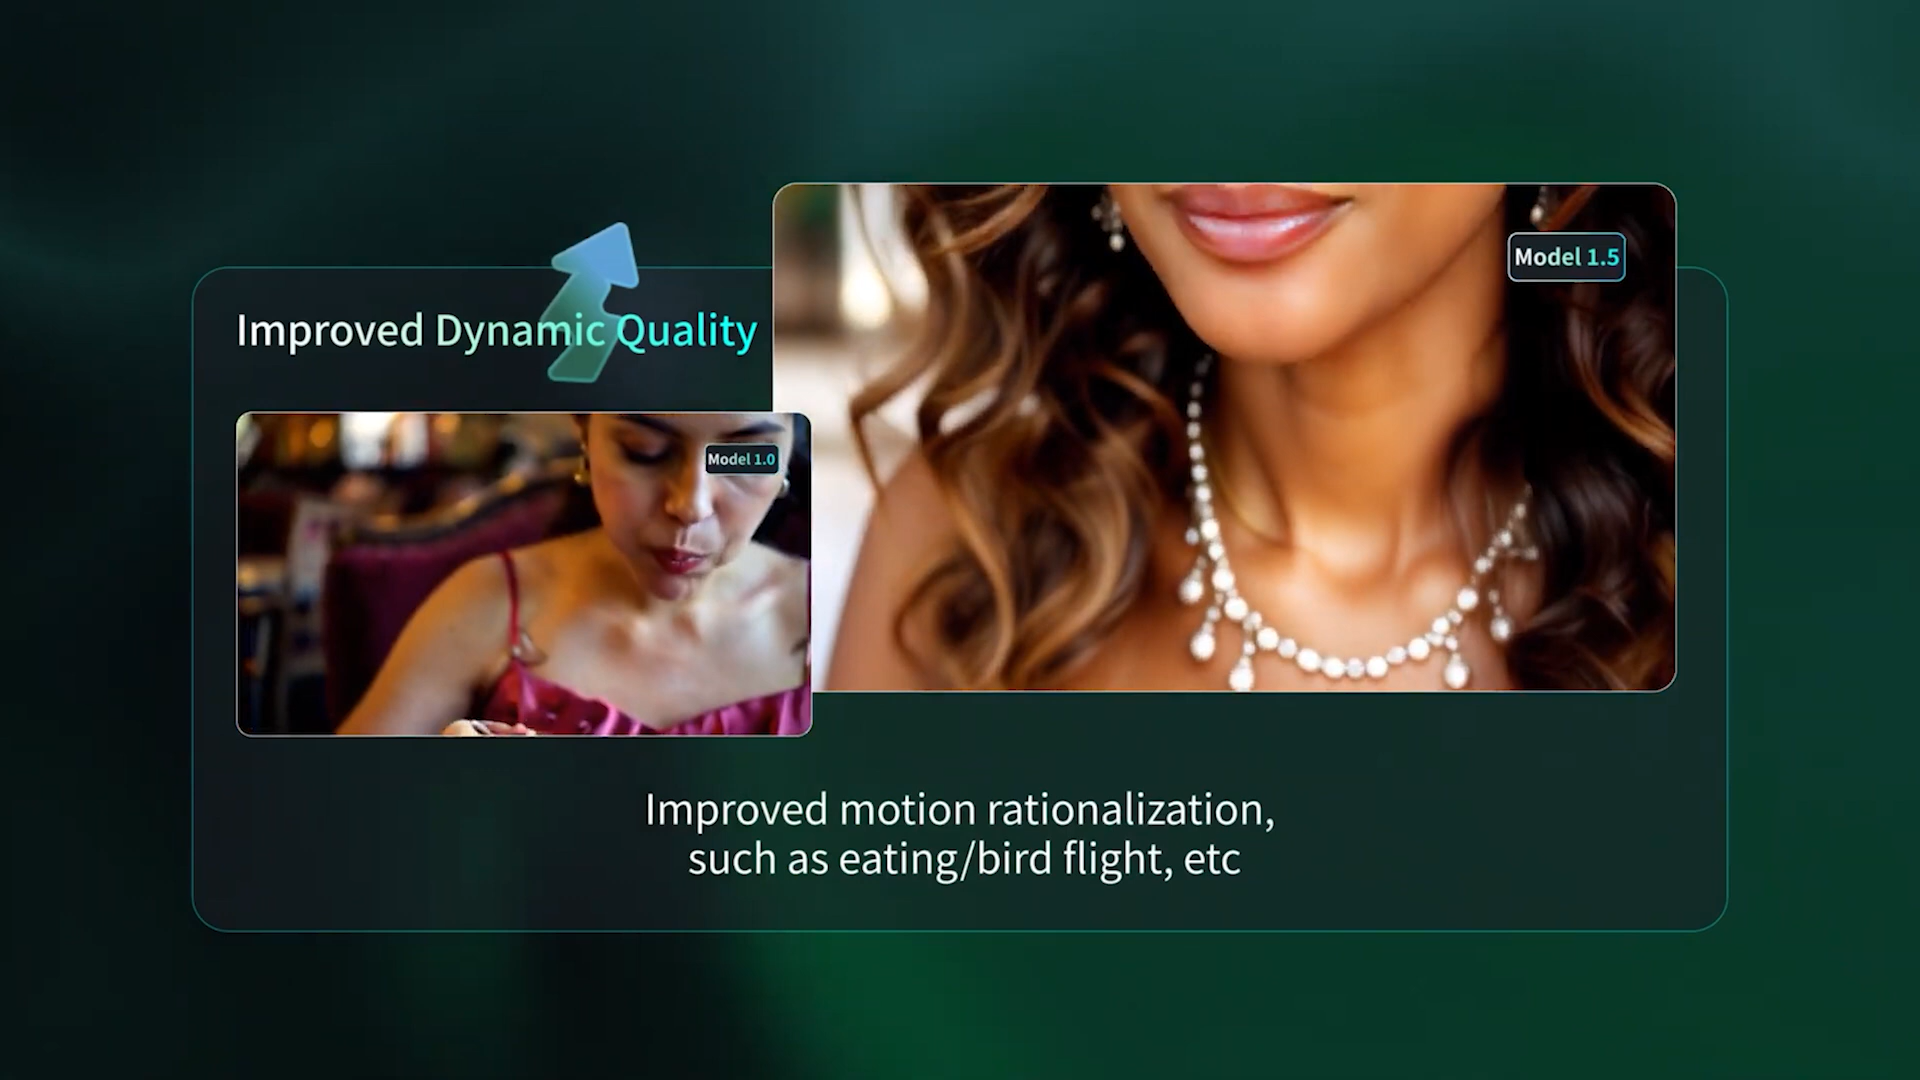 Model 1.5
Improved Dynamic Quality
Model 1.0
Improved motion rationalization,
such as eating/bird flight, etc